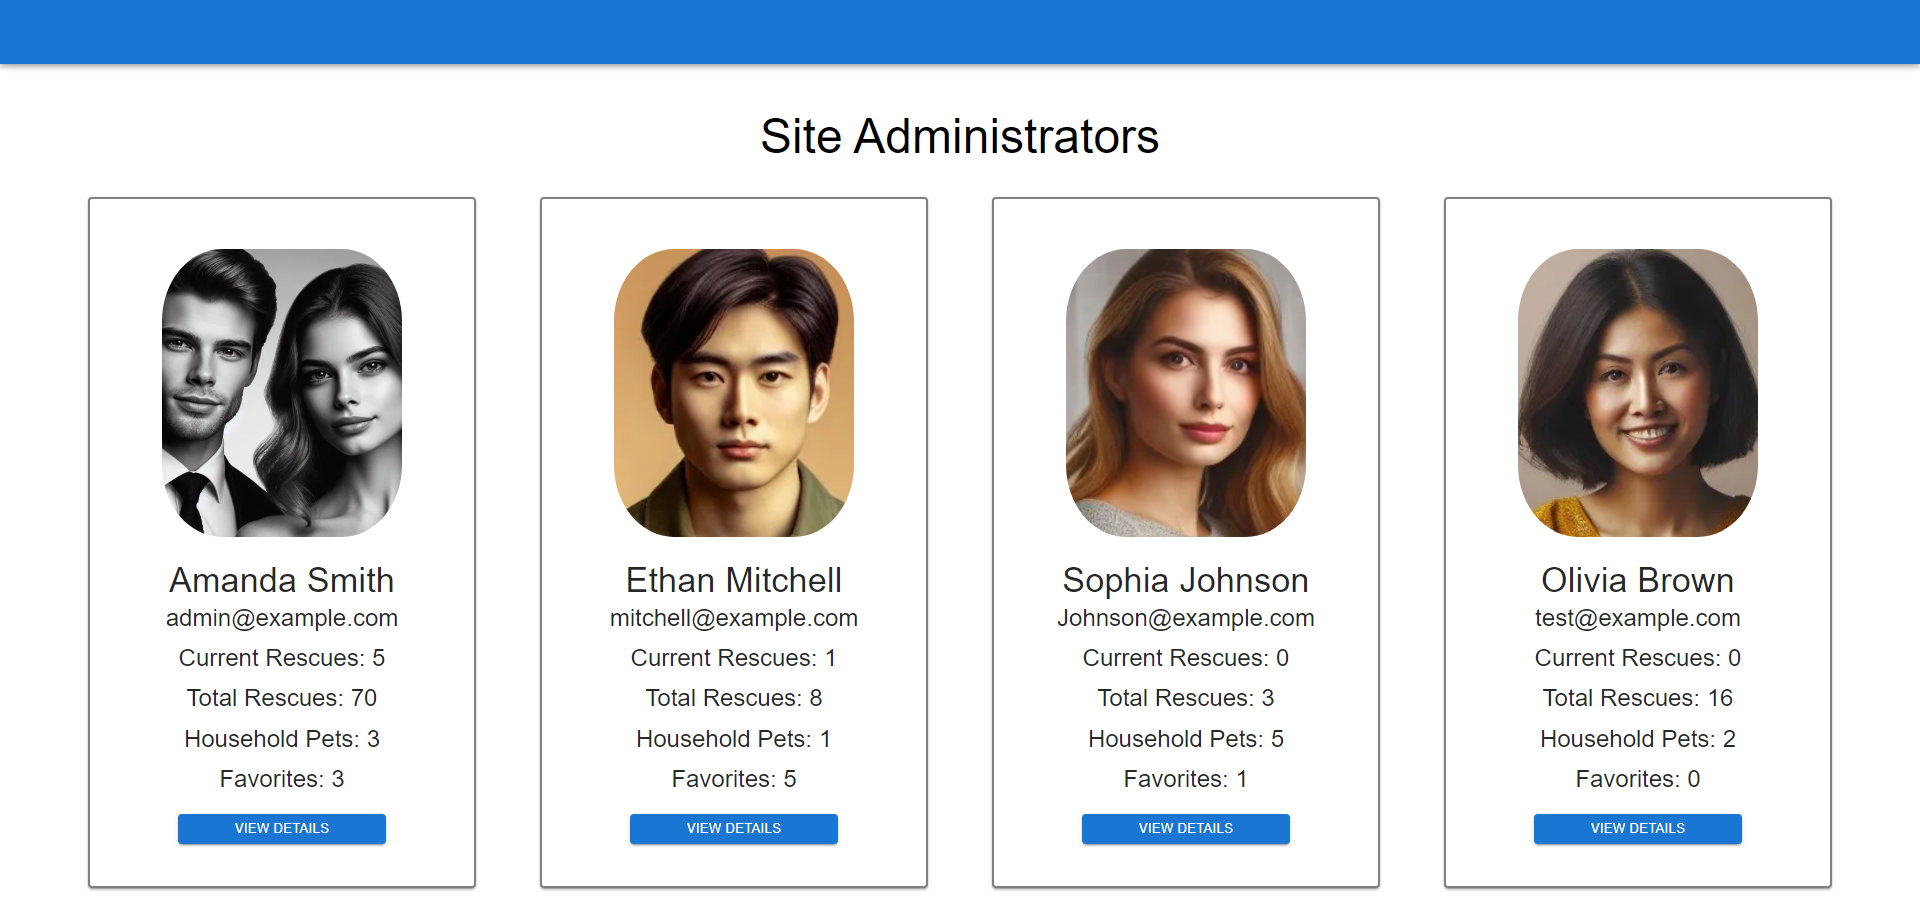 Site Administrators
Amanda Smith
admin@example.com
Current Rescues: 5
Total Rescues: 70
Household Pets: 3
Favorites: 3
VIEW DETAILS
Ethan Mitchell
mitchell@example.com
Current Rescues: 1
Total Rescues: 8
Household Pets: 1
Favorites: 5
VIEW DETAILS
Sophia Johnson
Johnson@example.com
Current Rescues: 0
Total Rescues: 3
Household Pets: 5
Favorites: 1
VIEW DETAILS
Olivia Brown
test@example.com
Current Rescues: 0
Total Rescues: 16
Household Pets: 2
Favorites: 0
VIEW DETAILS